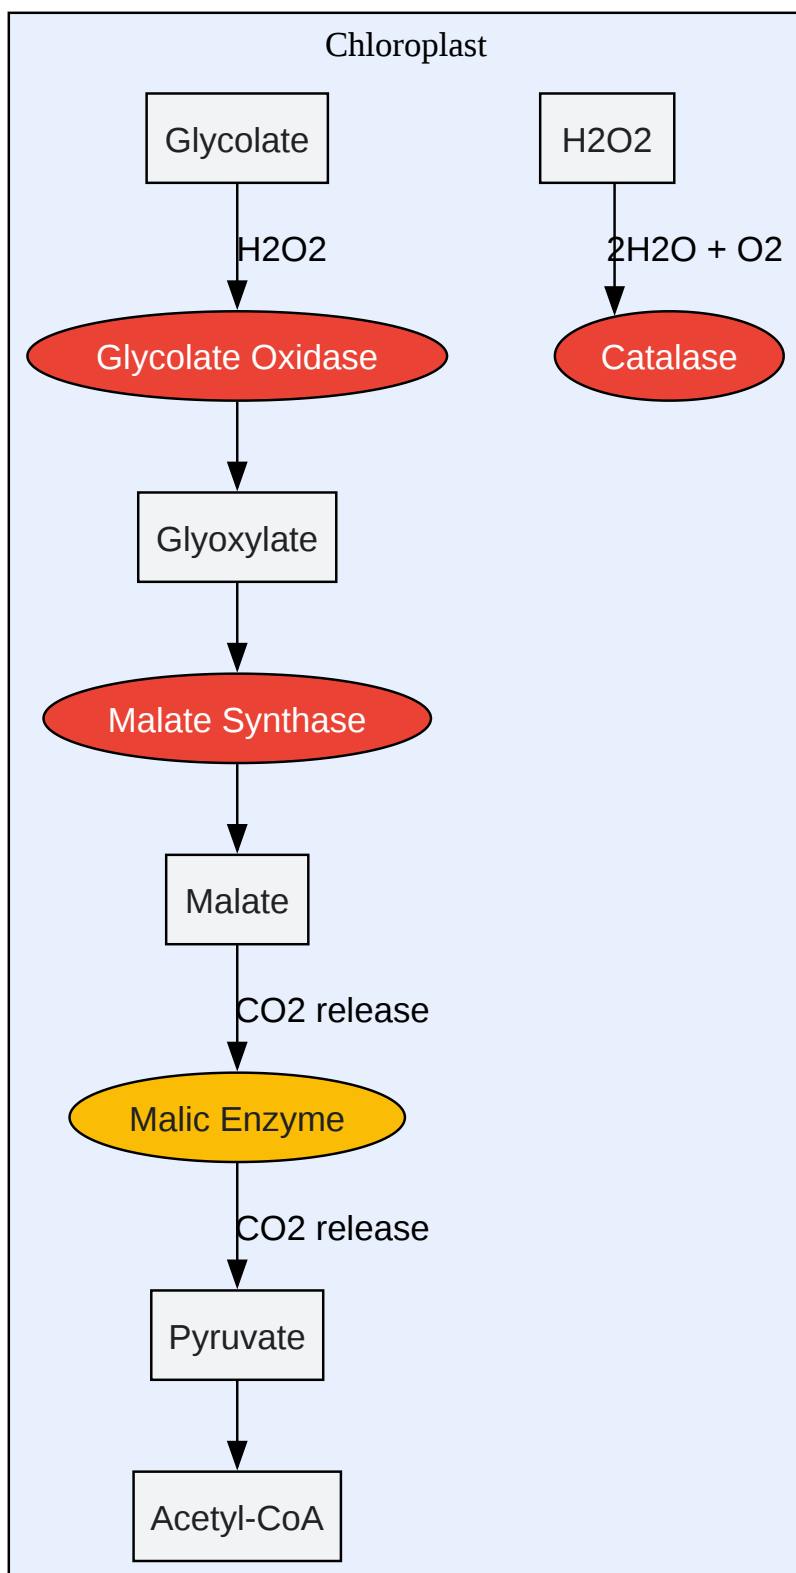 Chloroplast
Glycolate
H2O2
H2O2
2H2O + O2
Glycolate Oxidase
Catalase
Glyoxylate
Malate Synthase
Malate
CO2 release
Malic Enzyme
CO2 release
Pyruvate
Acetyl-CoA